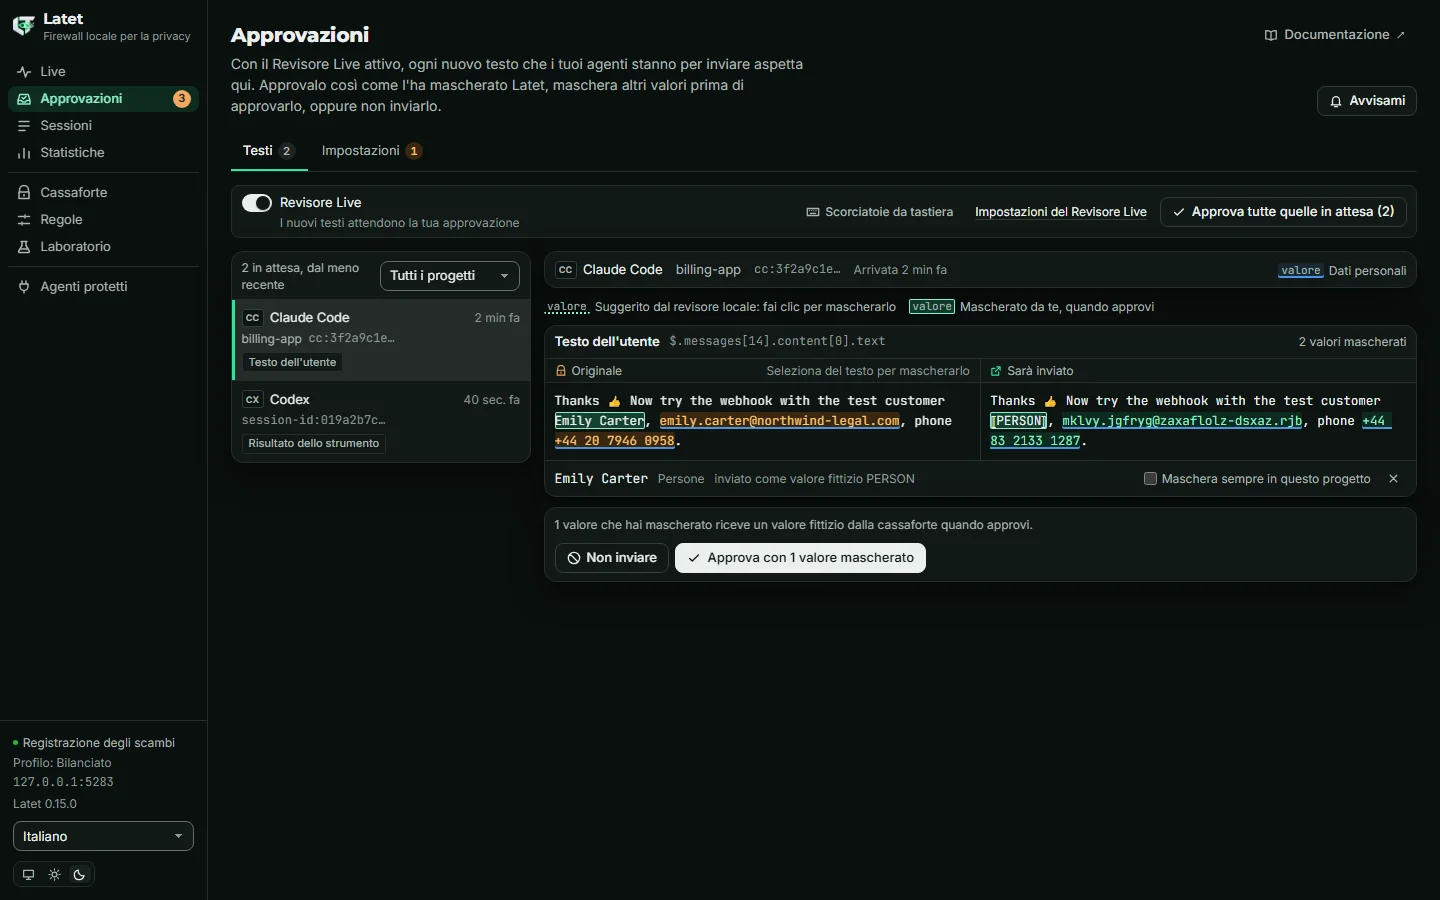 Latet
Firewall locale per la privacy
Live
Approvazioni 3
Sessioni
Statistiche
Cassaforte
Regole
Laboratorio
Agenti protetti
Registrazione degli scambi
Profilo: Bilanciato
127.0.0.1:5283
Latet 0.15.0
Italiano
Approvazioni
Documentazione ↗
Con il Revisore Live attivo, ogni nuovo testo che i tuoi agenti stanno per inviare aspetta
qui. Approvalo così come l'ha mascherato Latet, maschera altri valori prima di
approvarlo, oppure non inviarlo.
Avvisami
Testi 2 Impostazioni 1
Revisore Live
I nuovi testi attendono la tua approvazione
Scorciatoie da tastiera Impostazioni del Revisore Live Approva tutte quelle in attesa (2)
2 in attesa, dal meno
recente
Tutti i progetti
CC Claude Code 2 min fa
billing-app cc:3f2a9c1e…
Testo dell'utente
CX Codex 40 sec. fa
session-id:019a2b7c…
Risultato dello strumento
CC Claude Code billing-app cc:3f2a9c1e… Arrivata 2 min fa valore Dati personali
valore Suggerito dal revisore locale: fai clic per mascherarlo valore Mascherato da te, quando approvi
Testo dell'utente $.messages[14].content[0].text 2 valori mascherati
Originale Seleziona del testo per mascherarlo
Thanks 👍 Now try the webhook with the test customer
Emily Carter, emily.carter@northwind-legal.com, phone
+44 20 7946 0958.
Sarà inviato
Thanks 👍 Now try the webhook with the test customer
[PERSON], mklvy.jgfryg@zaxaflolz-dsxaz.rjb, phone +44
83 2133 1287.
Emily Carter Persone inviato come valore fittizio PERSON Maschera sempre in questo progetto
1 valore che hai mascherato riceve un valore fittizio dalla cassaforte quando approvi.
Non inviare Approva con 1 valore mascherato